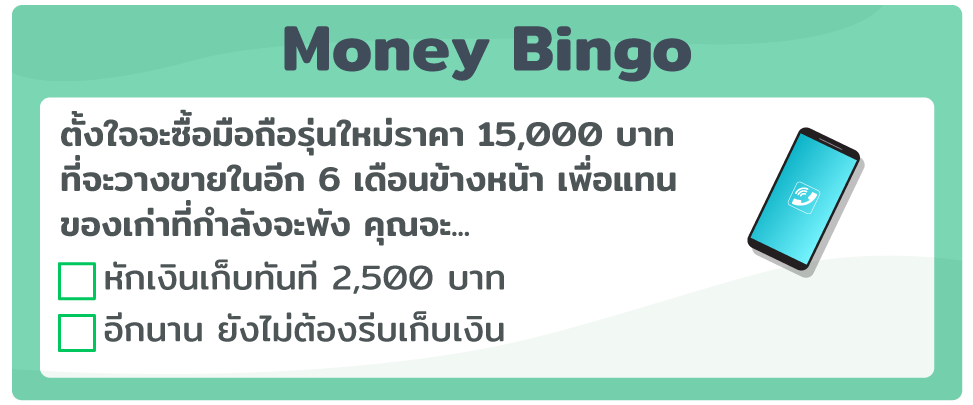 Money Bingo
ตั้งใจจะซื้อมือถือรุ่นใหม่ราคา 15,000 บาท
ที่จะวางขายในอีก 6 เดือนข้างหน้า เพื่อแทน
ของเก่าที่กำลังจะพัง คุณจะ...
หักเงินเก็บทันที 2,500 บาท
อีกนาน ยังไม่ต้องรีบเก็บเงิน